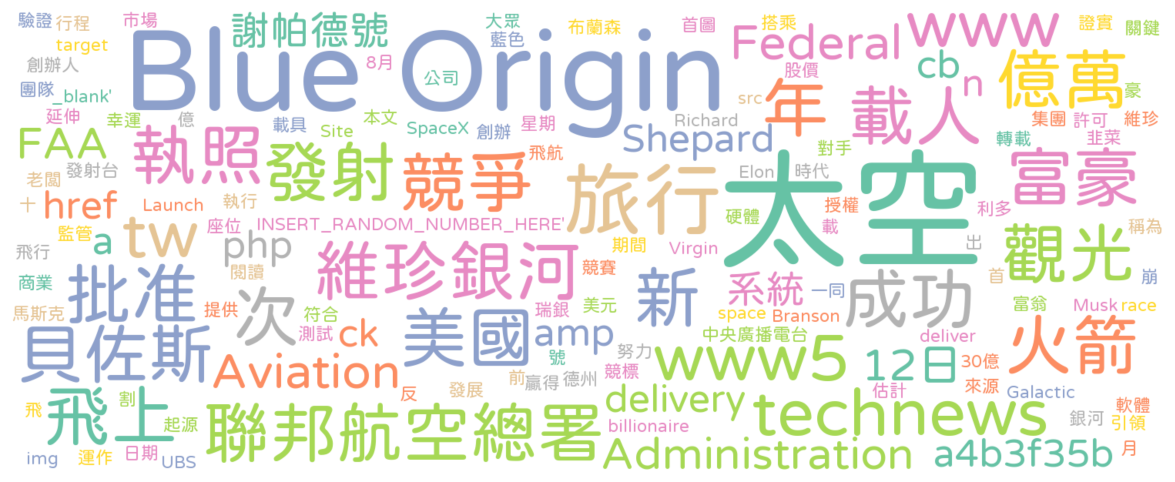 驗證 行程 市場 謝帕德號 Blue Origin 大眾 布蘭森 首圖 搭乘 Federal www 證實 關鍵
target 8月 藍色 股價 cb n 億萬 豪
創辦人 公司
團隊 _blank' 延伸 幸運 億 載具 本文 Site SpaceX 創辦 星期 src 年 載人 集團 許可 維珍
FAA 執照 發射 競爭 飛航 Shepard Richard 對手 轉載 韭菜
發射台 老闆 旅行 太空 Elon 時代 富豪
十 href Launch 執行 座位 INSERT_RANDOM_NUMBER_HERE' 硬體 授權 載 利多 稱為
監管 a tw php 期間 Virgin 出 觀光
飛行 閱讀 維珍銀河 競賽 新 系統 一同 成功 首 崩
商業 批准 次 瑞銀 美元 space Branson 富翁 Musk race
馬斯克 提供 符合 測試 ck 美國 amp 中央廣播電台 deliver 火箭
貝佐斯 Aviation 號 努力 www5 12日 30億
飛上 反 發展 前 贏得 德州 競標 delivery 估計 來源 Galactic
飛 割 起源 聯邦航空總署 billionaire technews 銀河 軟體 引領
img 運作 日期 UBS Administration a4b3f35b 月